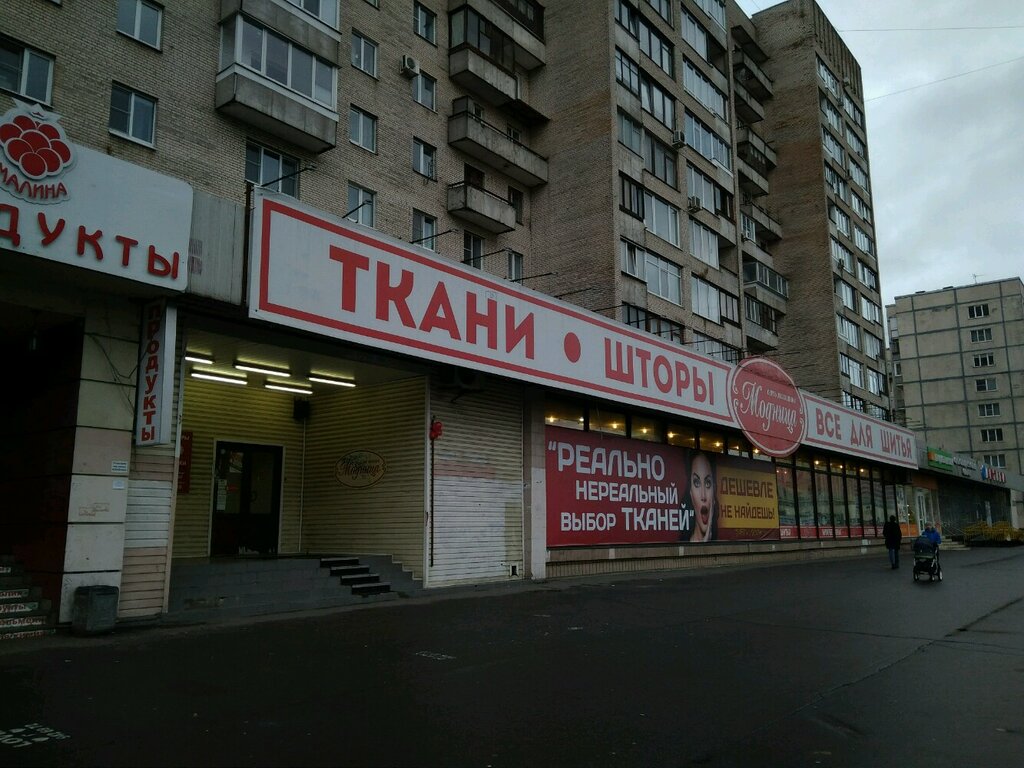 МАЛИНА
ДУКТЫ
ПРОДУКТЫ
ТКАНИ • ШТОРЫ
Модница
ВСЕ ДЛЯ ШИТЬЯ
Модница
"РЕАЛЬНО
НЕРЕАЛЬНЫЙ
ВЫБОР ТКАНЕЙ"
ДЕШЕВЛЕ
НЕ НАЙДЕШЬ!